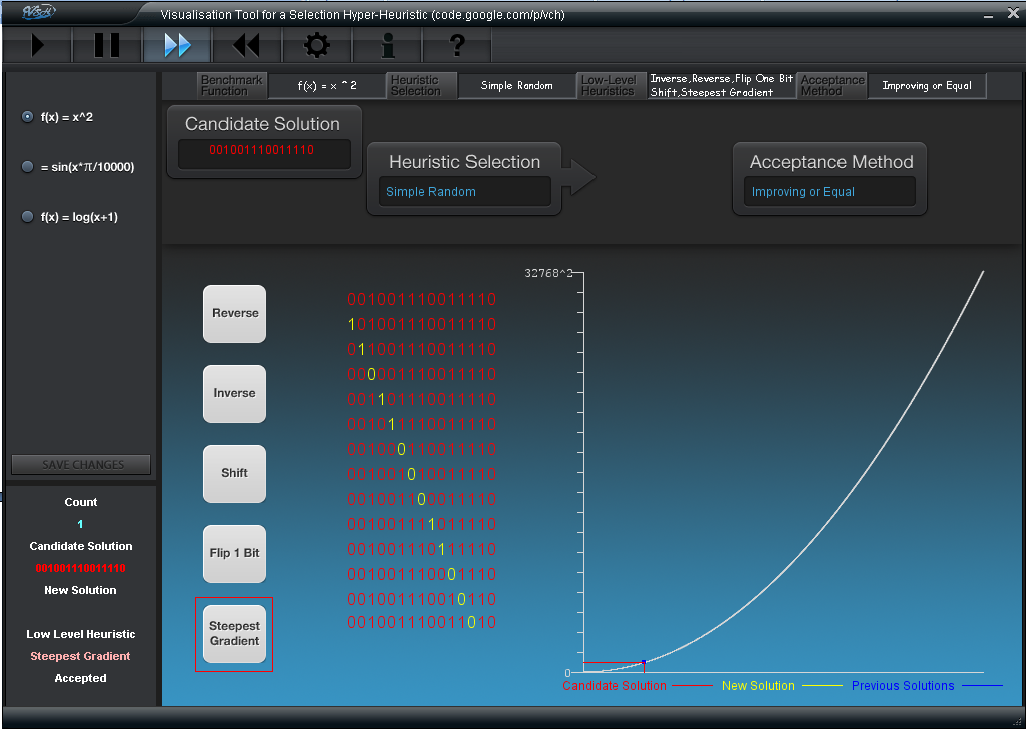 Visualisation Tool for a Selection Hyper-Heuristic (code.google.com/p/vch)
Benchmark Function
f(x) = x ^ 2
Heuristic Selection
Simple Random
Low-Level Heuristics
Inverse,Reverse,Flip One Bit
Shift,Steepest Gradient
Acceptance Method
Improving or Equal
f(x) = x^2
= sin(x*π/10000)
f(x) = log(x+1)
SAVE CHANGES
Count
1
Candidate Solution
001001110011110
New Solution
Low Level Heuristic
Steepest Gradient
Accepted
Candidate Solution
001001110011110
Heuristic Selection
Simple Random
Acceptance Method
Improving or Equal
Reverse
Inverse
Shift
Flip 1 Bit
Steepest
Gradient
001001110011110
101001110011110
011001110011110
000001110011110
001101110011110
001011110011110
001000110011110
001001010011110
001001100011110
001001111011110
001001110111110
001001110001110
001001110010110
001001110011010
32768^2
0
Candidate Solution
New Solution
Previous Solutions